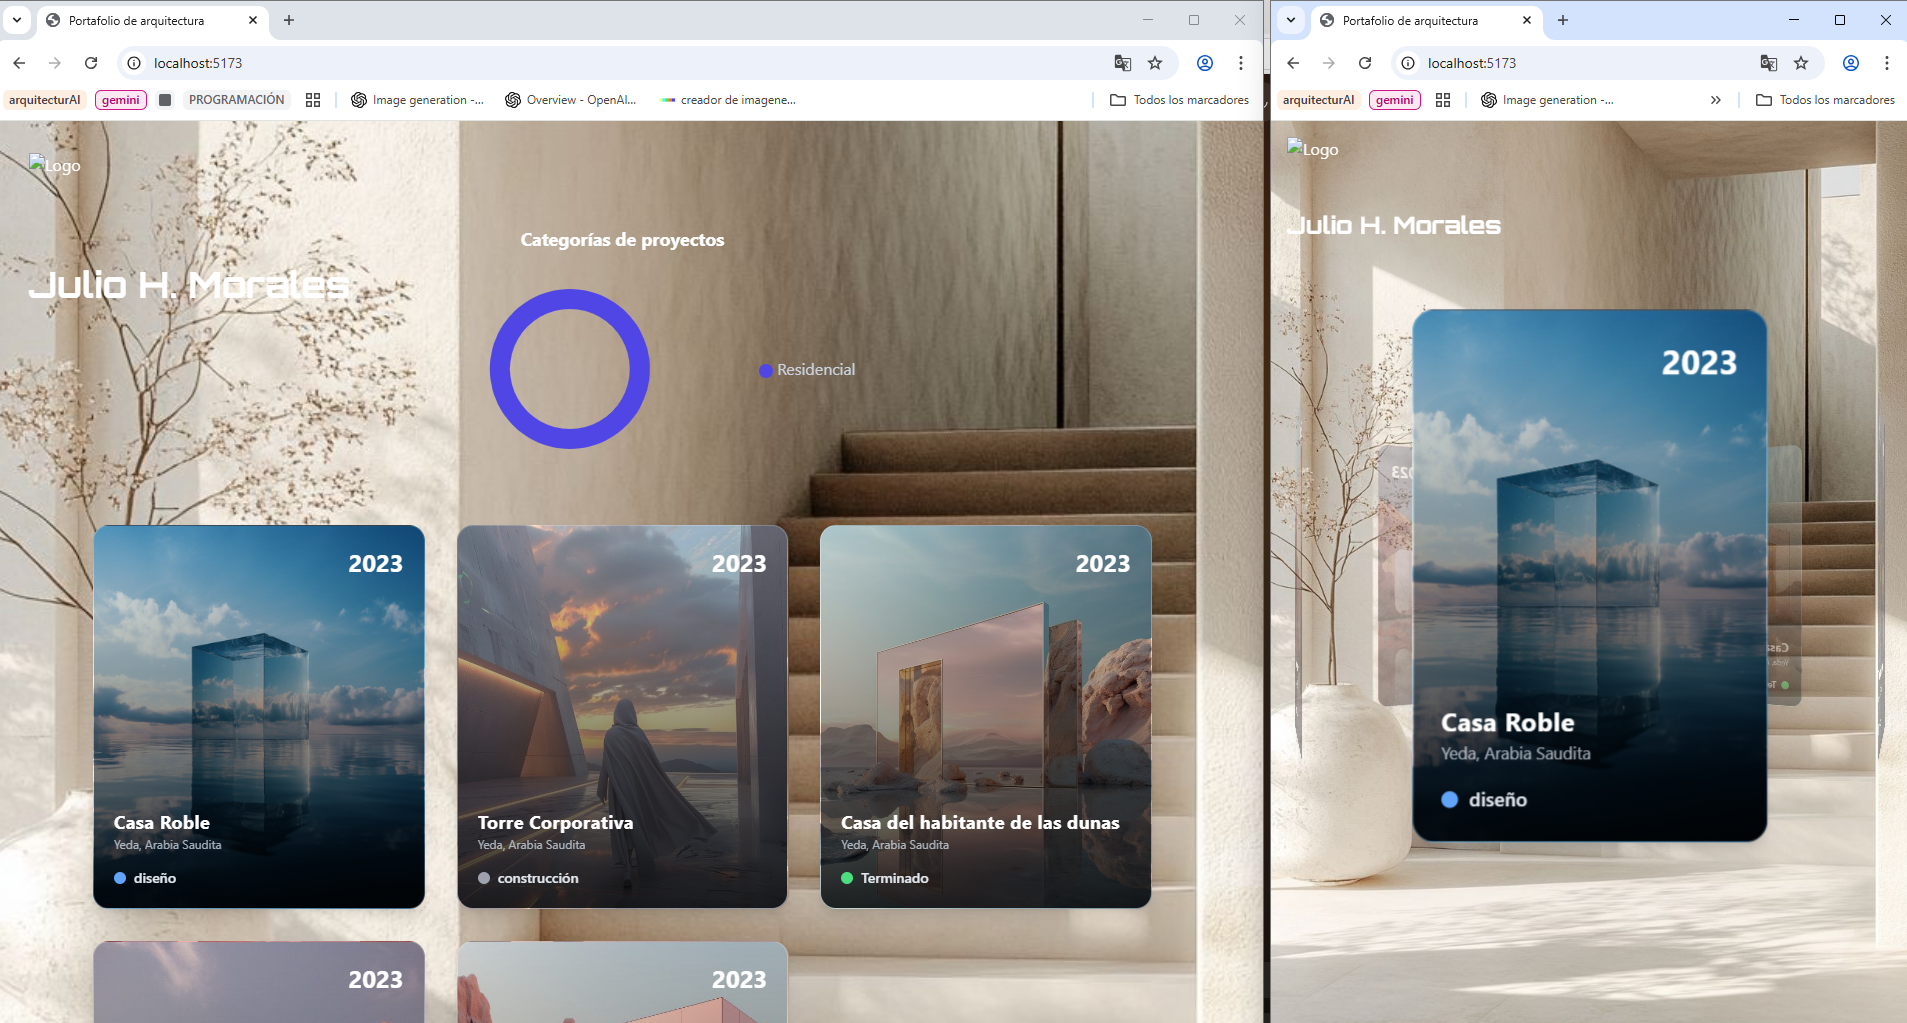 Portafolio de arquitectura
localhost:5173
arquitecturAI
gemini
PROGRAMACIÓN
Image generation -...
Overview - OpenAI...
creador de imagene...
Todos los marcadores
Logo
Julio H. Morales
Categorías de proyectos
Residencial
2023
Casa Roble
Yeda, Arabia Saudita
diseño
2023
Torre Corporativa
Yeda, Arabia Saudita
construcción
2023
Casa del habitante de las dunas
Yeda, Arabia Saudita
Terminado
2023
2023
Portafolio de arquitectura
localhost:5173
arquitecturAI
gemini
Image generation -...
Todos los marcadores
Logo
Julio H. Morales
2023
Casa Roble
Yeda, Arabia Saudita
diseño